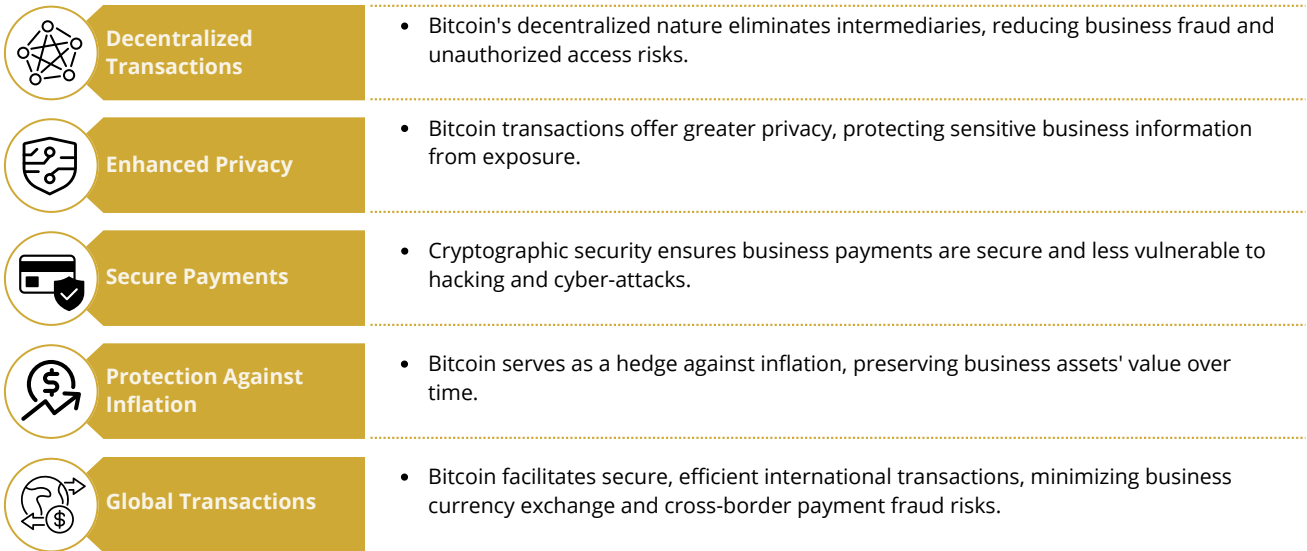 Decentralized
Transactions
• Bitcoin's decentralized nature eliminates intermediaries, reducing business fraud and
unauthorized access risks.
Enhanced Privacy
• Bitcoin transactions offer greater privacy, protecting sensitive business information
from exposure.
Secure Payments
• Cryptographic security ensures business payments are secure and less vulnerable to
hacking and cyber-attacks.
Protection Against
Inflation
• Bitcoin serves as a hedge against inflation, preserving business assets' value over
time.
Global Transactions
• Bitcoin facilitates secure, efficient international transactions, minimizing business
currency exchange and cross-border payment fraud risks.